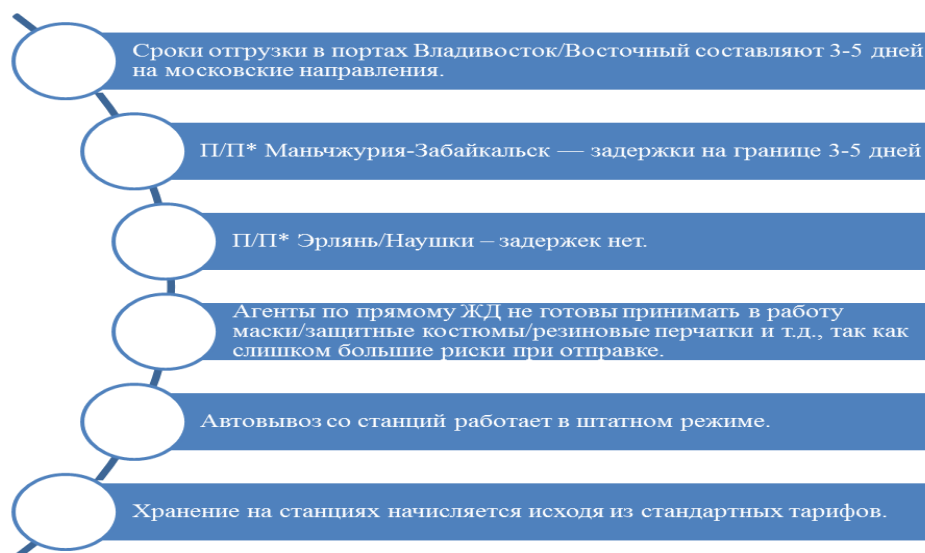 Сроки отгрузки в портах Владивосток/Восточный составляют 3-5 дней
на московские направления.
П/П* Маньчжурия-Забайкальск — задержки на границе 3-5 дней
П/П* Эрлянь/Наушки – задержек нет.
Агенты по прямому ЖД не готовы принимать в работу
маски/защитные костюмы/резиновые перчатки и т.д., так как
слишком большие риски при отправке.
Автовывоз со станций работает в штатном режиме.
Хранение на станциях начисляется исходя из стандартных тарифов.